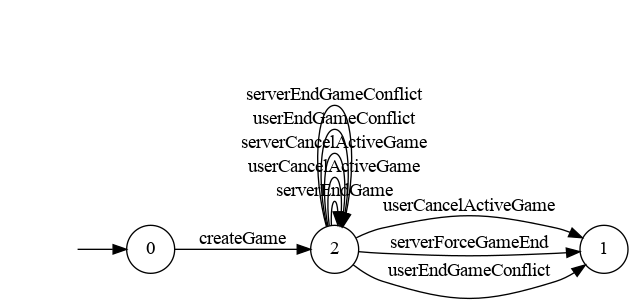 serverEndGameConflict
userEndGameConflict
serverCancelActiveGame
userCancelActiveGame
serverEndGame
userCancelActiveGame
createGame
serverForceGameEnd
0
2
1
userEndGameConflict